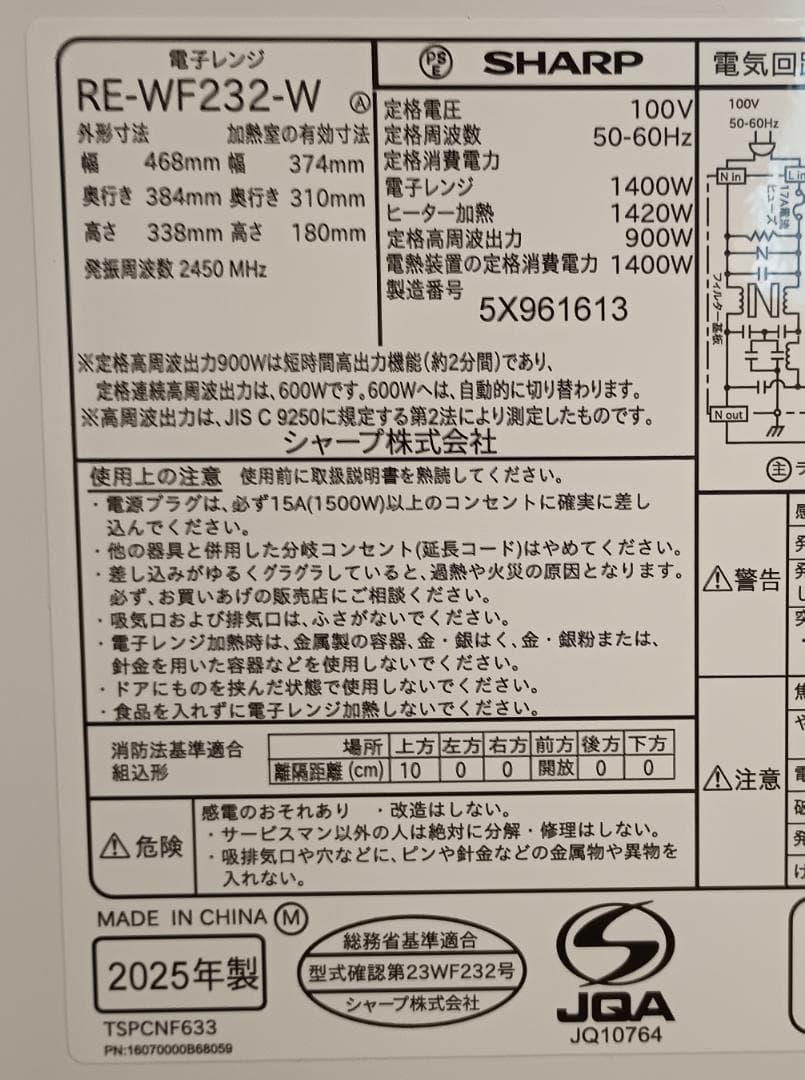 電子レンジ
RE-WF232-W Ⓐ
外形寸法 加熱室の有効寸法
幅 468mm 幅 374mm
奥行き 384mm 奥行き 310mm
高さ 338mm 高さ 180mm
発振周波数 2450 MHz
PS
E
SHARP
定格電圧 100V
定格周波数 50-60Hz
定格消費電力
電子レンジ 1400W
ヒーター加熱 1420W
定格高周波出力 900W
電熱装置の定格消費電力 1400W
製造番号
5X961613
※定格高周波出力900Wは短時間高出力機能(約2分間)であり、
定格連続高周波出力は、600Wです。600Wへは、自動的に切り替わります。
※高周波出力は、JIS C 9250に規定する第2法により測定したものです。
シャープ株式会社
使用上の注意 使用前に取扱説明書を熟読してください。
・電源プラグは、必ず15A(1500W)以上のコンセントに確実に差し
込んでください。
・他の器具と併用した分岐コンセント(延長コード)はやめてください。
・差し込みがゆるくグラグラしていると、過熱や火災の原因となります。
必ず、お買いあげの販売店にご相談ください。
・吸気口および排気口は、ふさがないでください。
・電子レンジ加熱時は、金属製の容器、金・銀はく、金・銀粉または、
針金を用いた容器などを使用しないでください。
・ドアにものを挟んだ状態で使用しないでください。
・食品を入れずに電子レンジ加熱しないでください。
消防法基準適合
組込形
場所 上方 左方 右方 前方 後方 下方
離隔距離 (cm) 10 0 0 開放 0 0
危険
感電のおそれあり ・改造はしない。
・サービスマン以外の人は絶対に分解・修理はしない。
・吸排気口や穴などに、ピンや針金などの金属物や異物を
入れない。
MADE IN CHINA Ⓜ
2025年製
TSPCNF633
PN:16070000B68059
総務省基準適合
型式確認第23WF232号
シャープ株式会社
JQA
JQ10764
電気回
100V
50-60Hz
N in
L in
17A電流
ヒューズ
フィルター基板
N out
主
警告
注意